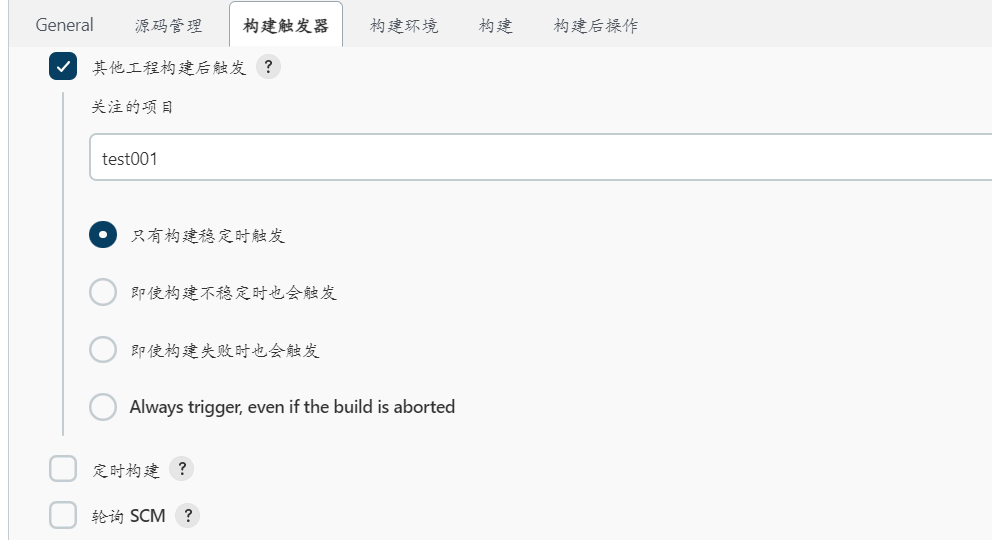 General 源码管理 构建触发器 构建环境 构建 构建后操作
其他工程构建后触发 ?
关注的项目
test001
只有构建稳定时触发
即使构建不稳定时也会触发
即使构建失败时也会触发
Always trigger, even if the build is aborted
定时构建 ?
轮询 SCM ?